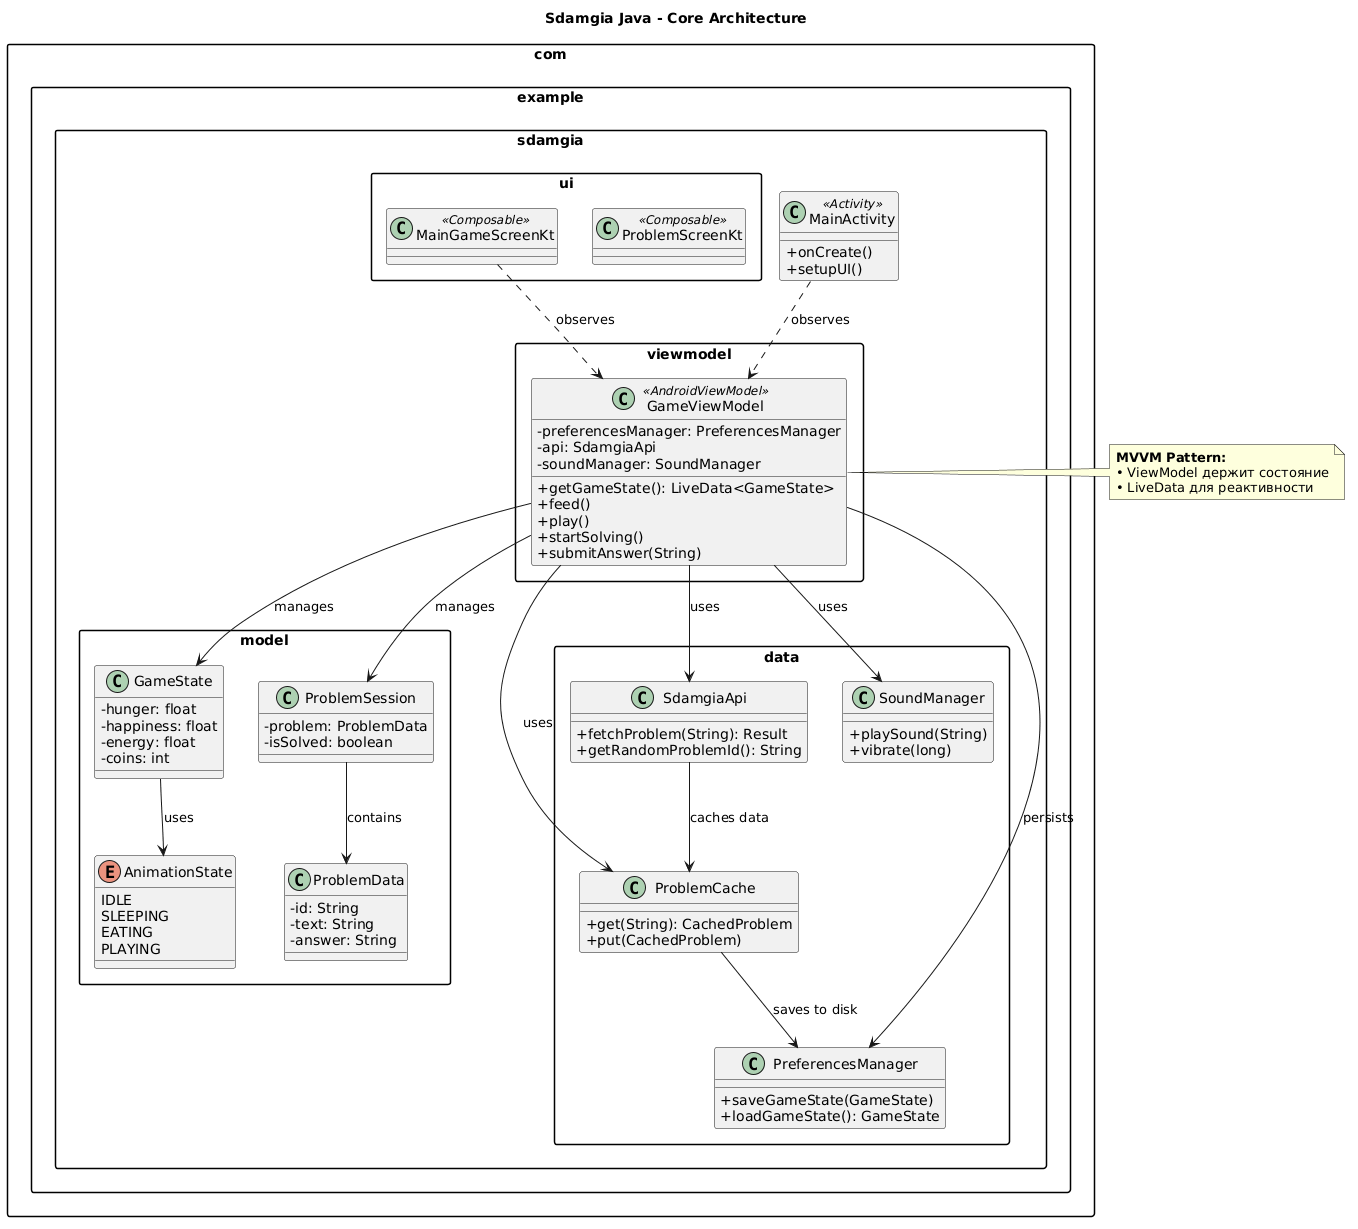 Sdamgia Java - Core Architecture
com
example
sdamgia
ui
«Composable»
MainGameScreenKt
«Composable»
ProblemScreenKt
«Activity»
MainActivity
+onCreate()
+setupUI()
observes
observes
viewmodel
«AndroidViewModel»
GameViewModel
-preferencesManager: PreferencesManager
-api: SdamgiaApi
-soundManager: SoundManager
+getGameState(): LiveData<GameState>
+feed()
+play()
+startSolving()
+submitAnswer(String)
MVVM Pattern:
• ViewModel держит состояние
• LiveData для реактивности
manages
manages
uses
uses
uses
persists
model
GameState
-hunger: float
-happiness: float
-energy: float
-coins: int
ProblemSession
-problem: ProblemData
-isSolved: boolean
uses
contains
AnimationState
IDLE
SLEEPING
EATING
PLAYING
ProblemData
-id: String
-text: String
-answer: String
data
SdamgiaApi
+fetchProblem(String): Result
+getRandomProblemId(): String
SoundManager
+playSound(String)
+vibrate(long)
caches data
ProblemCache
+get(String): CachedProblem
+put(CachedProblem)
saves to disk
PreferencesManager
+saveGameState(GameState)
+loadGameState(): GameState